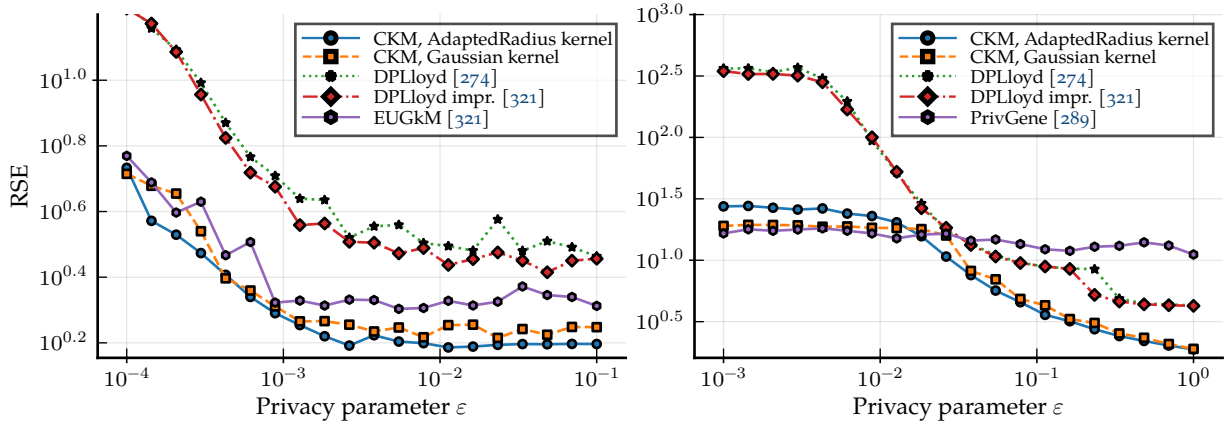 RSE
10^1.0
10^0.8
10^0.6
10^0.4
10^0.2
10^−4
10^−3
10^−2
10^−1
Privacy parameter ε
CKM, AdaptedRadius kernel
CKM, Gaussian kernel
DPLloyd [274]
DPLloyd impr. [321]
EUGkM [321]
10^3.0
10^2.5
10^2.0
10^1.5
10^1.0
10^0.5
10^−3
10^−2
10^−1
10^0
Privacy parameter ε
CKM, AdaptedRadius kernel
CKM, Gaussian kernel
DPLloyd [274]
DPLloyd impr. [321]
PrivGene [289]